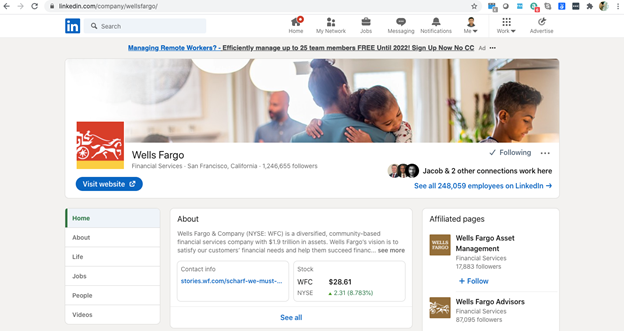 linkedin.com/company/wellsfargo/
in
Search
Home
My Network
Jobs
Messaging
Notifications
Me
Work
Advertise
Managing Remote Workers? - Efficiently manage up to 25 team members FREE Until 2022! Sign Up Now No CC Ad
Wells Fargo
Financial Services · San Francisco, California · 1,246,655 followers
Following
Jacob & 2 other connections work here
Visit website
See all 248,059 employees on LinkedIn →
Home
About
Life
Jobs
People
Videos
About
Wells Fargo & Company (NYSE: WFC) is a diversified, community-based
financial services company with $1.9 trillion in assets. Wells Fargo's vision is to
satisfy our customers' financial needs and help them succeed financ... see more
Contact info
stories.wf.com/scharf-we-must-...
Stock
WFC $28.61
NYSE ▲ 2.31 (8.783%)
See all
Affiliated pages
WELLS
FARGO
Wells Fargo Asset
Management
Financial Services
17,883 followers
+ Follow
Wells Fargo Advisors
Financial Services
87,095 followers